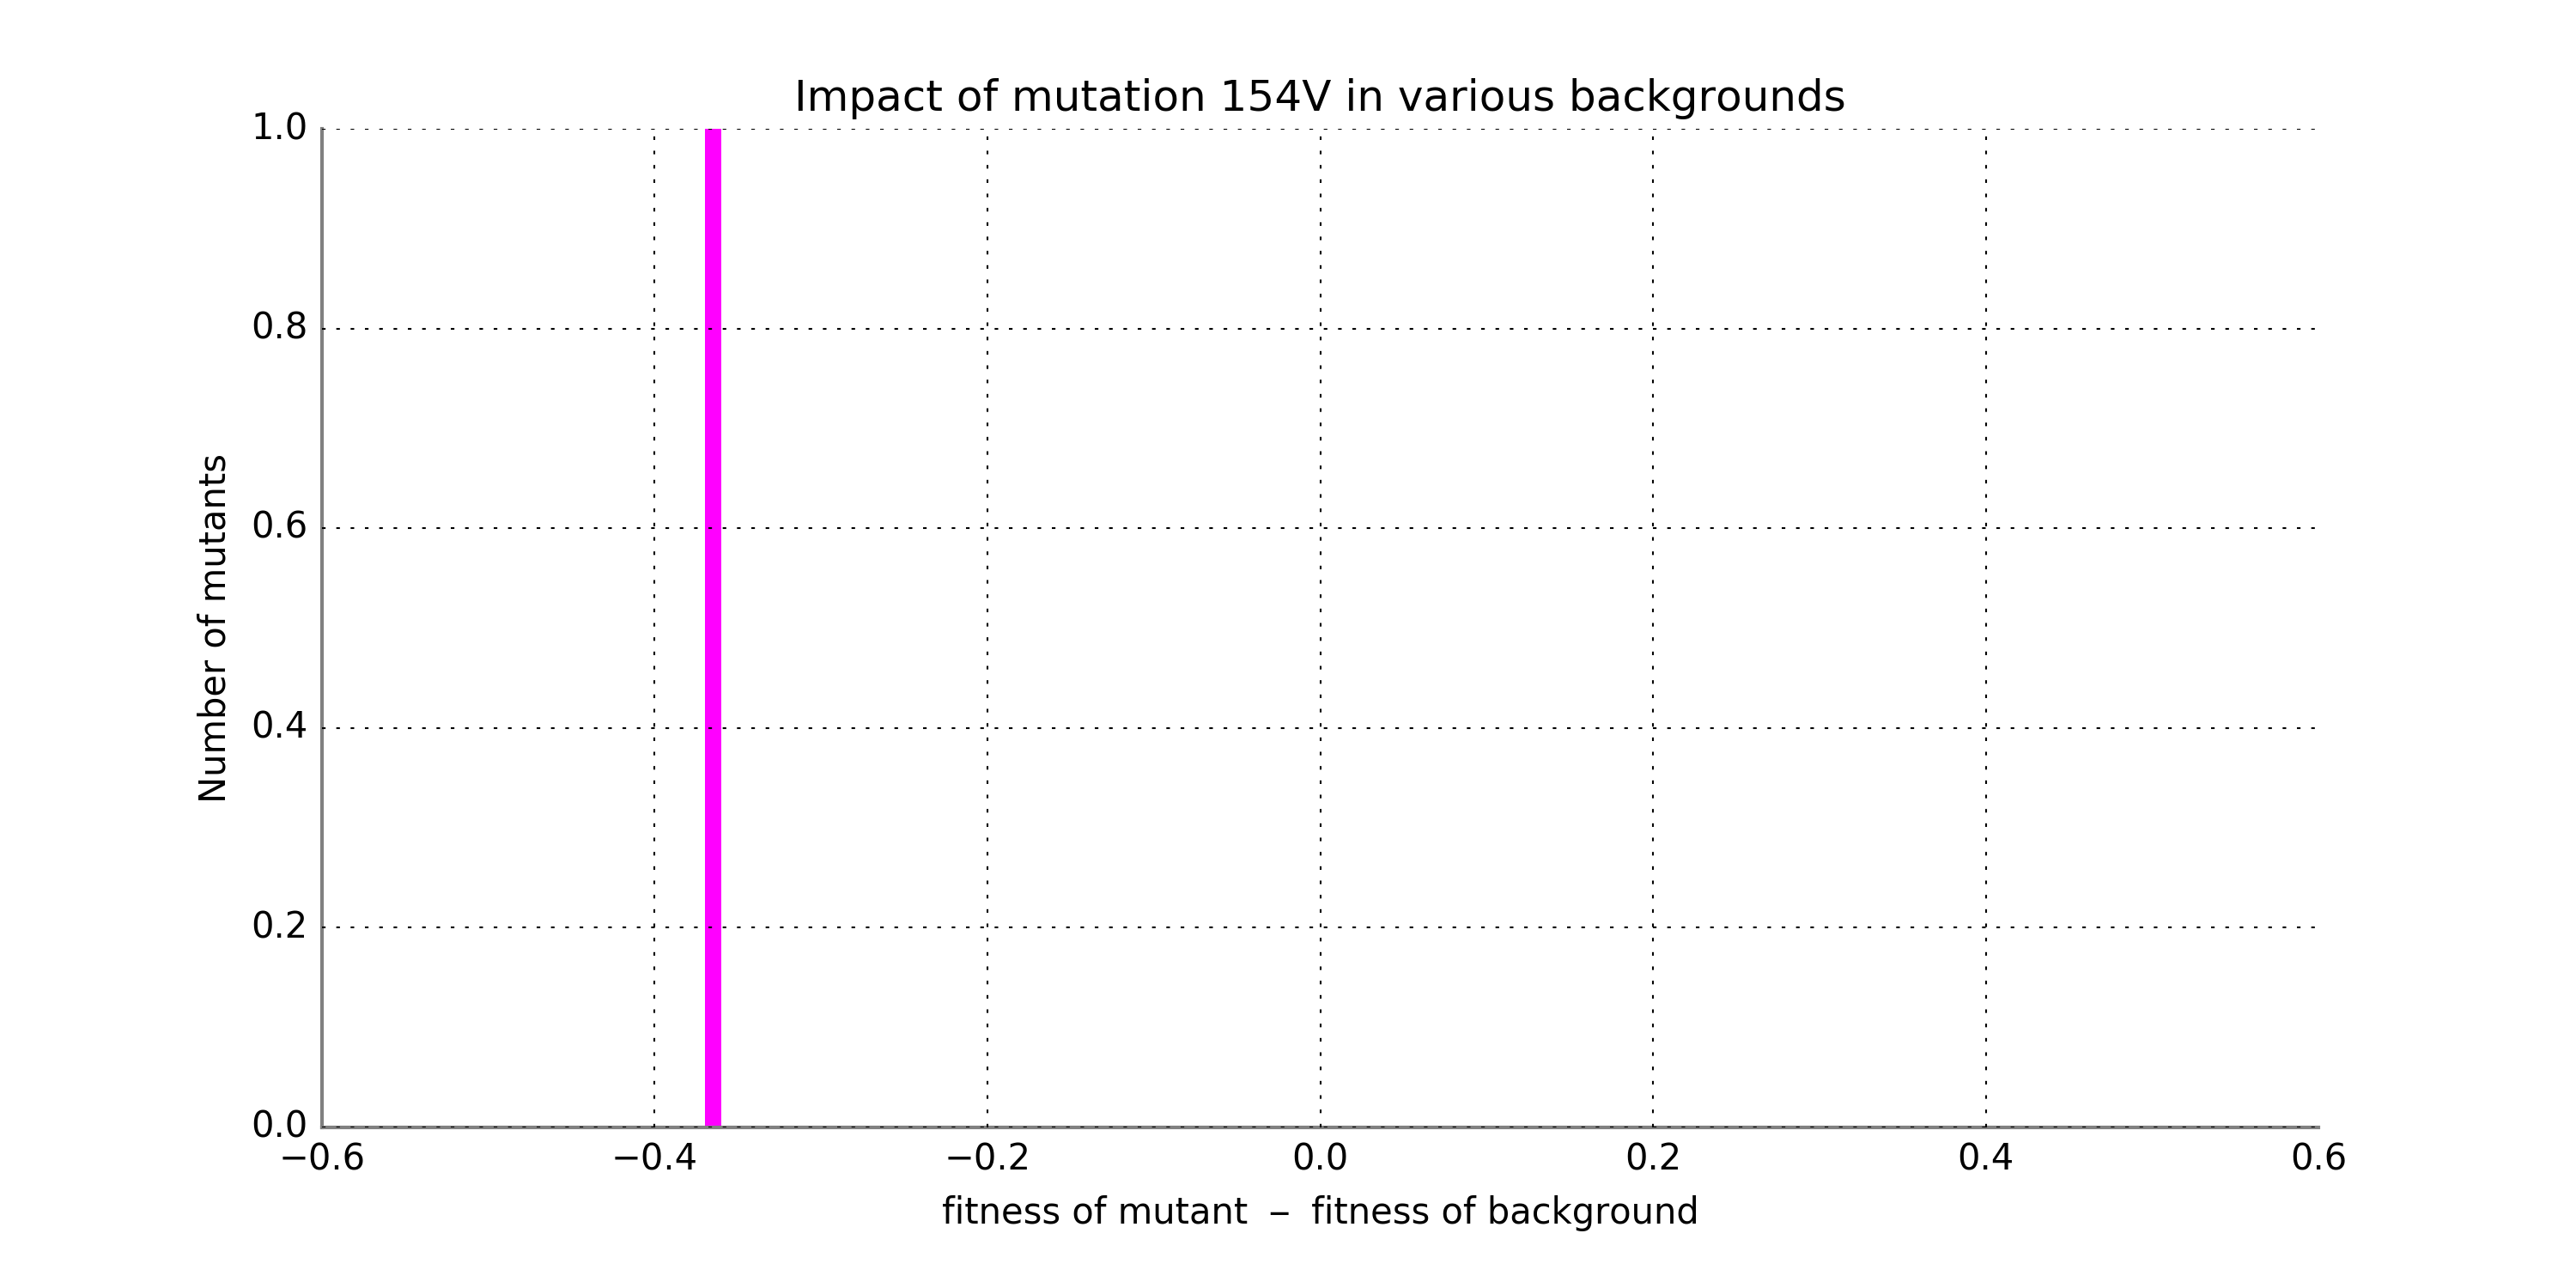 Impact of mutation 154V in various backgrounds
1.0
0.8
0.6
0.4
0.2
0.0
Number of mutants
−0.6 −0.4 −0.2 0.0 0.2 0.4 0.6
fitness of mutant − fitness of background